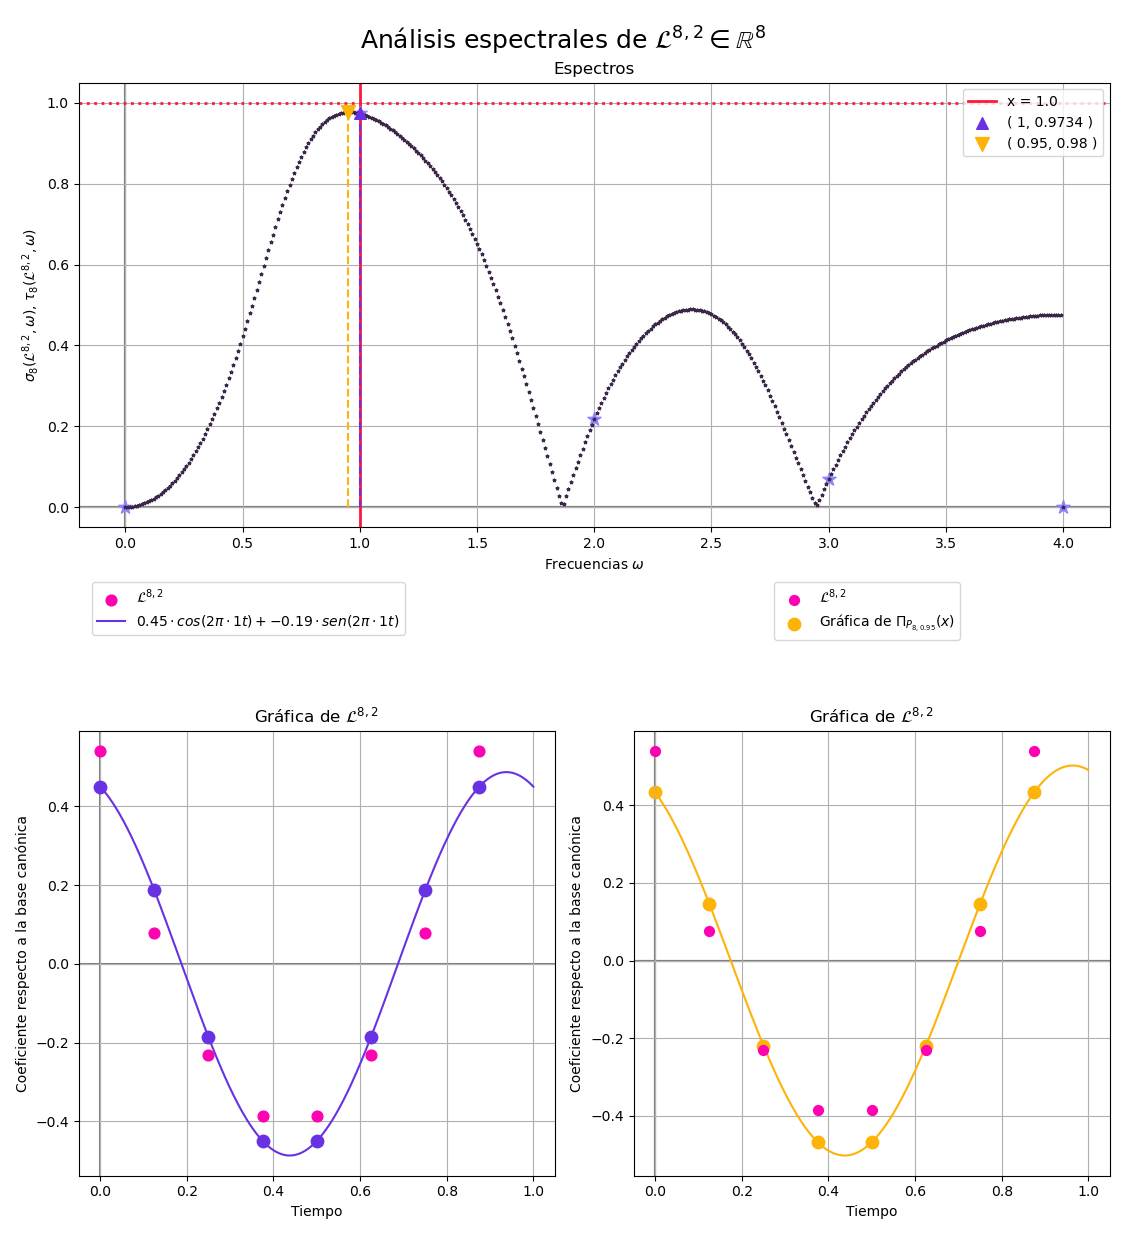 Análisis espectrales de 𝓛^{8,2} ∈ ℝ^8
Espectros
σ_8(𝓛^{8,2}, ω), τ_8(𝓛^{8,2}, ω)
1.0
0.8
0.6
0.4
0.2
0.0
x = 1.0
( 1, 0.9734 )
( 0.95, 0.98 )
0.0 0.5 1.0 1.5 2.0 2.5 3.0 3.5 4.0
Frecuencias ω
𝓛^{8,2}
0.45 · cos(2π · 1t) + −0.19 · sen(2π · 1t)
𝓛^{8,2}
Gráfica de Π_{P_{8,0.95}}(x)
Gráfica de 𝓛^{8,2}
Coeficiente respecto a la base canónica
0.4
0.2
0.0
−0.2
−0.4
0.0 0.2 0.4 0.6 0.8 1.0
Tiempo
Gráfica de 𝓛^{8,2}
Coeficiente respecto a la base canónica
0.4
0.2
0.0
−0.2
−0.4
0.0 0.2 0.4 0.6 0.8 1.0
Tiempo